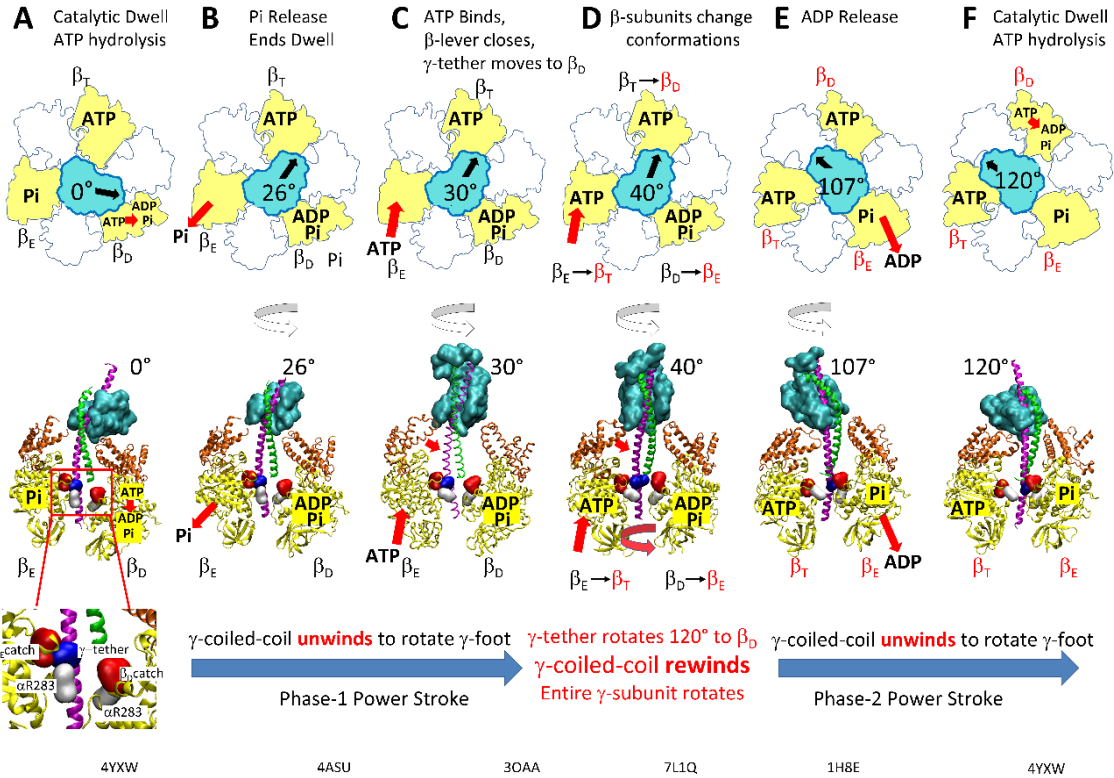 A Catalytic Dwell
ATP hydrolysis
B Pi Release
Ends Dwell
C ATP Binds,
β-lever closes,
γ-tether moves to βD
D β-subunits change
conformations
E ADP Release
F Catalytic Dwell
ATP hydrolysis
βT
ATP
Pi
0°
ATP
ADP
Pi
βE
βD
βT
ATP
26°
ADP
Pi
Pi
βE
βD
Pi
βT
ATP
30°
ADP
Pi
ATP
βE
βD
βT→βD
ATP
ATP
40°
ADP
Pi
βE→βT
βD→βE
βD
ATP
ATP
107°
Pi
βT
βE
ADP
βD
ATP
ADP
Pi
ATP
120°
Pi
βT
βE
0°
Pi
ATP
ADP
Pi
βE
βD
26°
ADP
Pi
Pi
βE
βD
30°
ADP
Pi
ATP
βE
βD
40°
ATP
ADP
Pi
βE→βT
βD→βE
107°
ATP
Pi
βT
βE
ADP
120°
ATP
Pi
βT
βE
Ecatch
γ-tether
βDcatch
αR283
αR283
γ-coiled-coil unwinds to rotate γ-foot
Phase-1 Power Stroke
γ-tether rotates 120° to βD
γ-coiled-coil rewinds
Entire γ-subunit rotates
γ-coiled-coil unwinds to rotate γ-foot
Phase-2 Power Stroke
4YXW
4ASU
3OAA
7L1Q
1H8E
4YXW